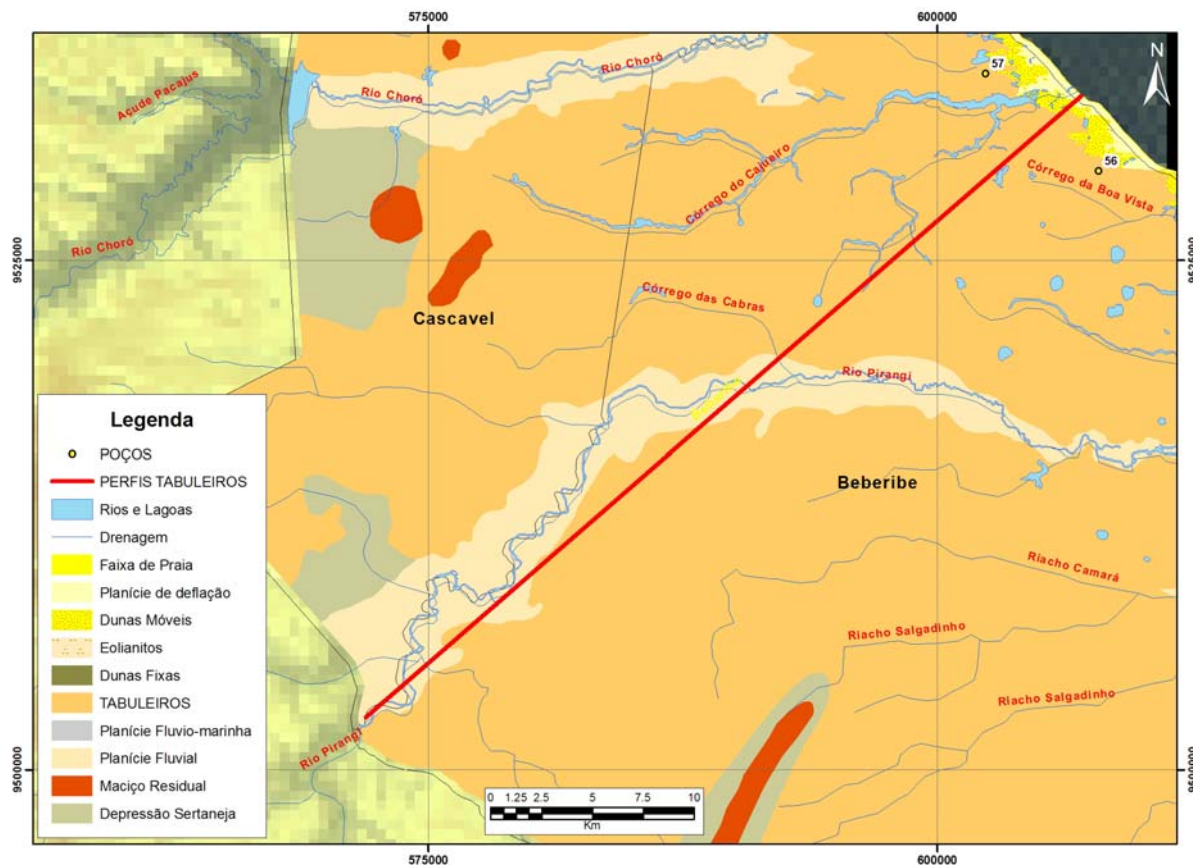 575000
600000
N
57
Rio Choró
Rio Choró
Açude Pacajus
56
Córrego do Cajueiro
Córrego da Boa Vista
Rio Choró
9525000
9525000
Córrego das Cabras
Cascavel
Rio Pirangi
Legenda
POÇOS
PERFIS TABULEIROS
Rios e Lagoas
Drenagem
Faixa de Praia
Planície de deflação
Dunas Móveis
Eolianitos
Dunas Fixas
TABULEIROS
Planície Fluvio-marinha
Planície Fluvial
Maciço Residual
Depressão Sertaneja
Beberibe
Riacho Camará
Riacho Salgadinho
Riacho Salgadinho
Rio Pirangi
9500000
0 1.25 2.5 5 7.5 10
Km
575000
600000